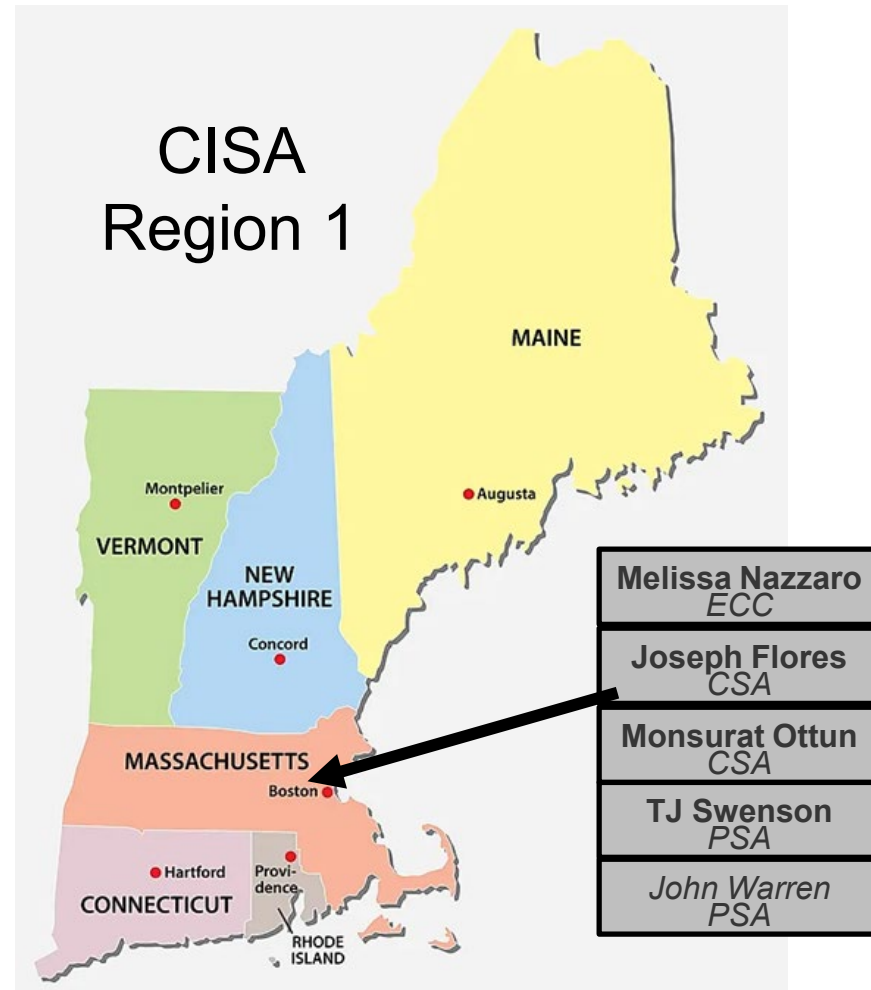 CISA
Region 1
MAINE
Montpelier
Augusta
VERMONT
NEW
HAMPSHIRE
Concord
Melissa Nazzaro
ECC
Joseph Flores
CSA
Monsurat Ottun
CSA
TJ Swenson
PSA
John Warren
PSA
MASSACHUSETTS
Boston
Hartford
Provi-
dence
CONNECTICUT
RHODE
ISLAND